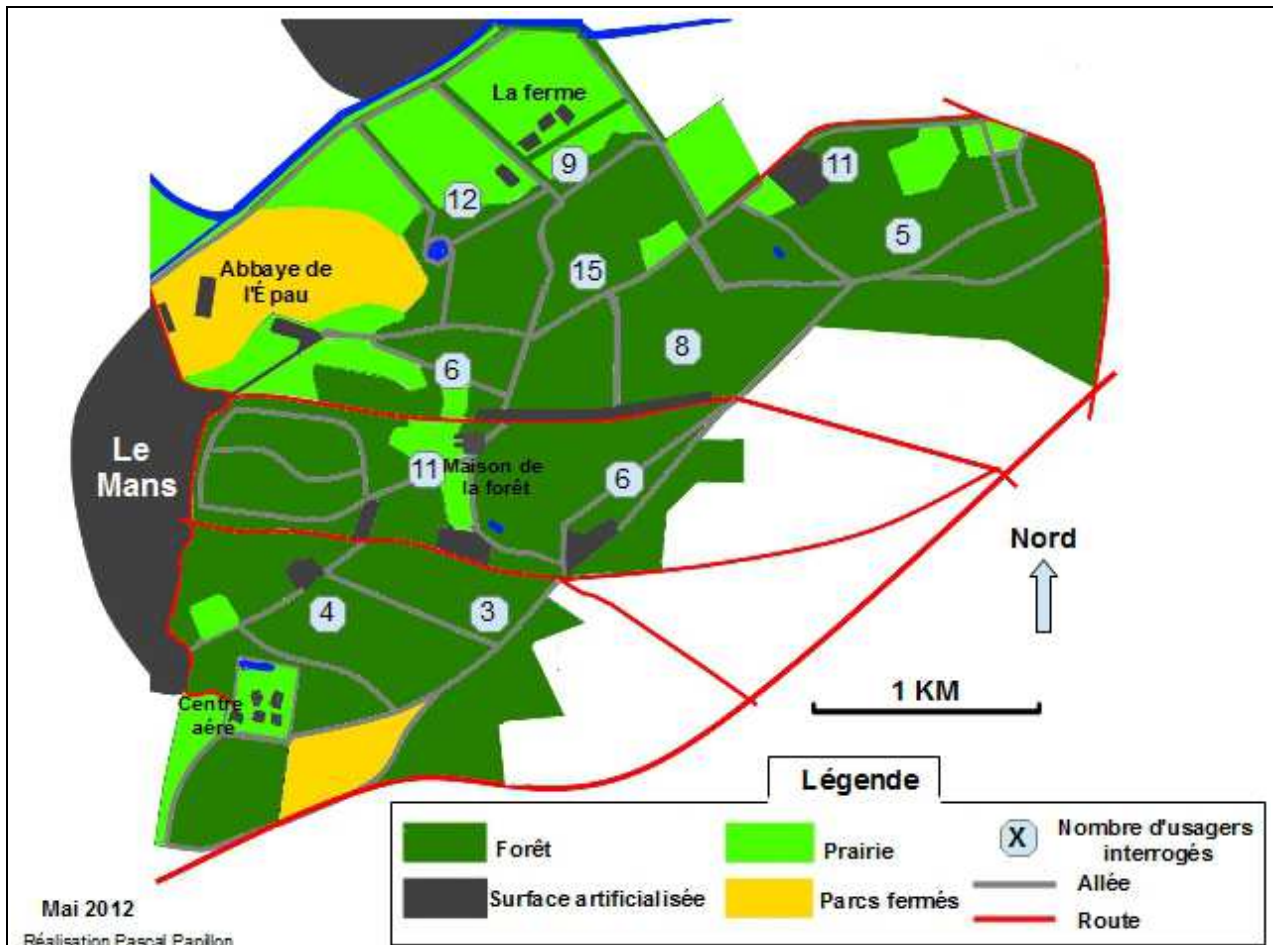 La ferme
9
11
12
5
Abbaye de
l'Épau
15
8
6
Le
Mans
11
Maison de
la forêt
6
Nord
4
3
1 KM
Centre
aéré
Légende
Forêt
Prairie
X
Nombre d'usagers
interrogés
Surface artificialisée
Parcs fermés
Allée
Route
Mai 2012
Réalisation Pascal Papillon